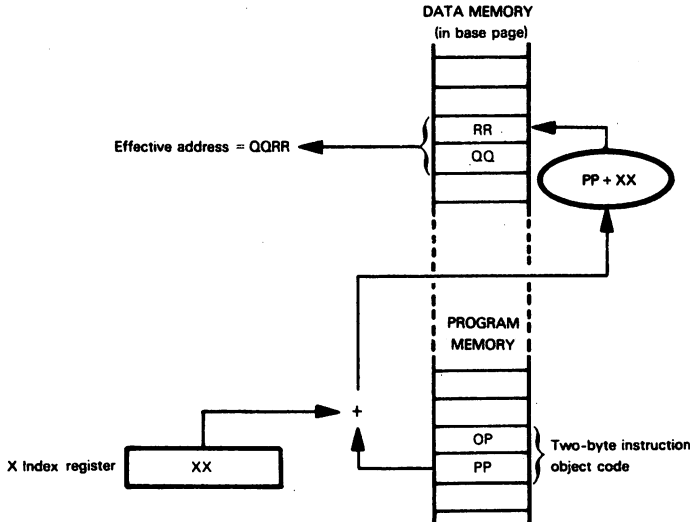 DATA MEMORY
(in base page)
RR
Effective address = QQRR
QQ
PP + XX
PROGRAM
MEMORY
+
OP
Two-byte instruction
X Index register
XX
PP
object code